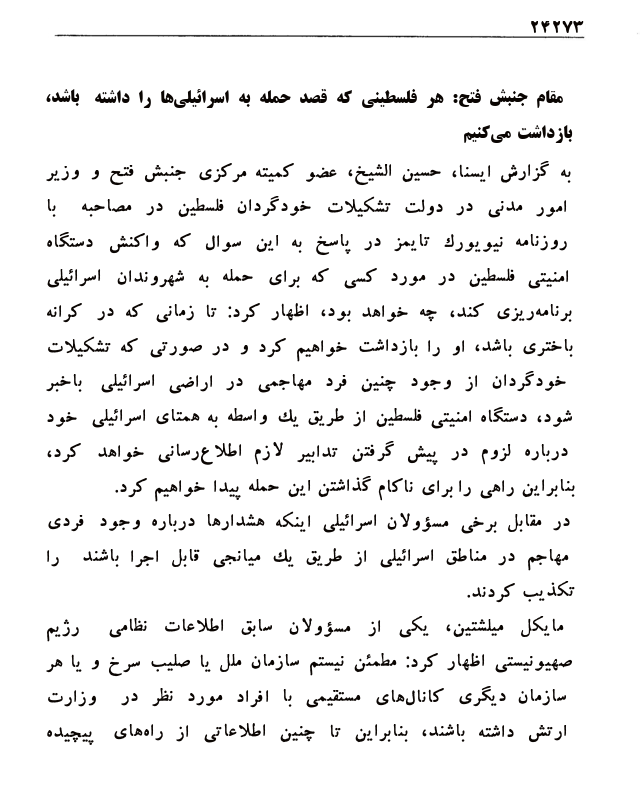 ۲۴۲۷۳
مقام جنبش فتح: هر فلسطینی که قصد حمله به اسرائیلی‌ها را داشته باشد،
بازداشت می‌کنیم
به گزارش ایسنا، حسین الشیخ، عضو کمیته مرکزی جنبش فتح و وزیر
امور مدنی در دولت تشکیلات خودگردان فلسطین در مصاحبه با
روزنامه نیویورك تایمز در پاسخ به این سوال که واکنش دستگاه
امنیتی فلسطین در مورد کسی که برای حمله به شهروندان اسرائیلی
برنامه‌ریزی کند، چه خواهد بود، اظهار کرد: تا زمانی که در کرانه
باختری باشد، او را بازداشت خواهیم کرد و در صورتی که تشکیلات
خودگردان از وجود چنین فرد مهاجمی در اراضی اسرائیلی باخبر
شود، دستگاه امنیتی فلسطین از طریق یك واسطه به همتای اسرائیلی خود
درباره لزوم در پیش گرفتن تدابیر لازم اطلاع‌رسانی خواهد کرد،
بنابراین راهی را برای ناکام گذاشتن این حمله پیدا خواهیم کرد.
در مقابل برخی مسؤولان اسرائیلی اینکه هشدارها درباره وجود فردی
مهاجم در مناطق اسرائیلی از طریق یك میانجی قابل اجرا باشند را
تکذیب کردند.
مایکل میلشتین، یکی از مسؤولان سابق اطلاعات نظامی رژیم
صهیونیستی اظهار کرد: مطمئن نیستم سازمان ملل یا صلیب سرخ و یا هر
سازمان دیگری کانال‌های مستقیمی با افراد مورد نظر در وزارت
ارتش داشته باشند، بنابراین تا چنین اطلاعاتی از راه‌های پیچیده